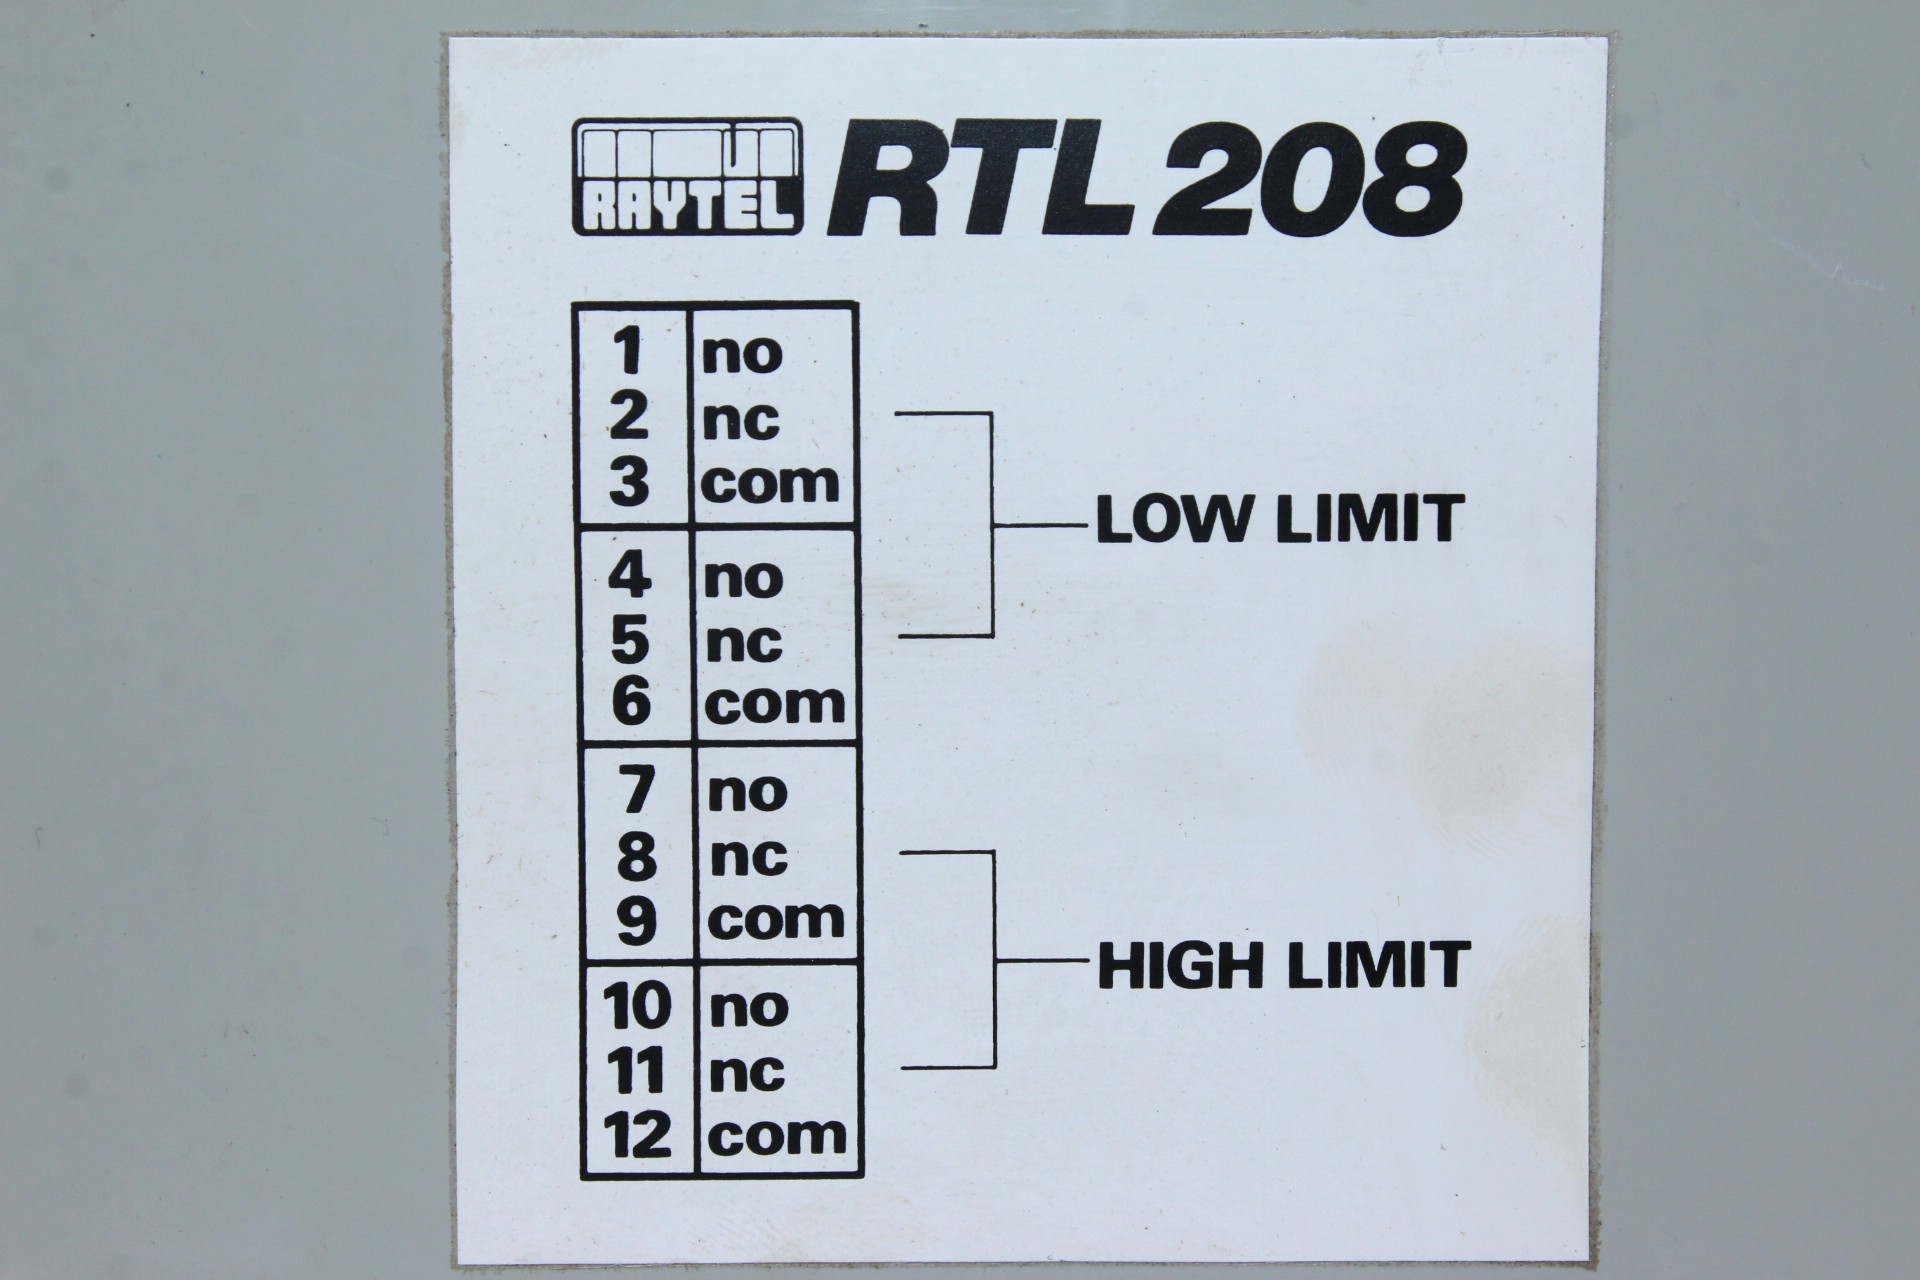 RAYTEL RTL 208
1 no
2 nc
3 com
LOW LIMIT
4 no
5 nc
6 com
7 no
8 nc
9 com
HIGH LIMIT
10 no
11 nc
12 com